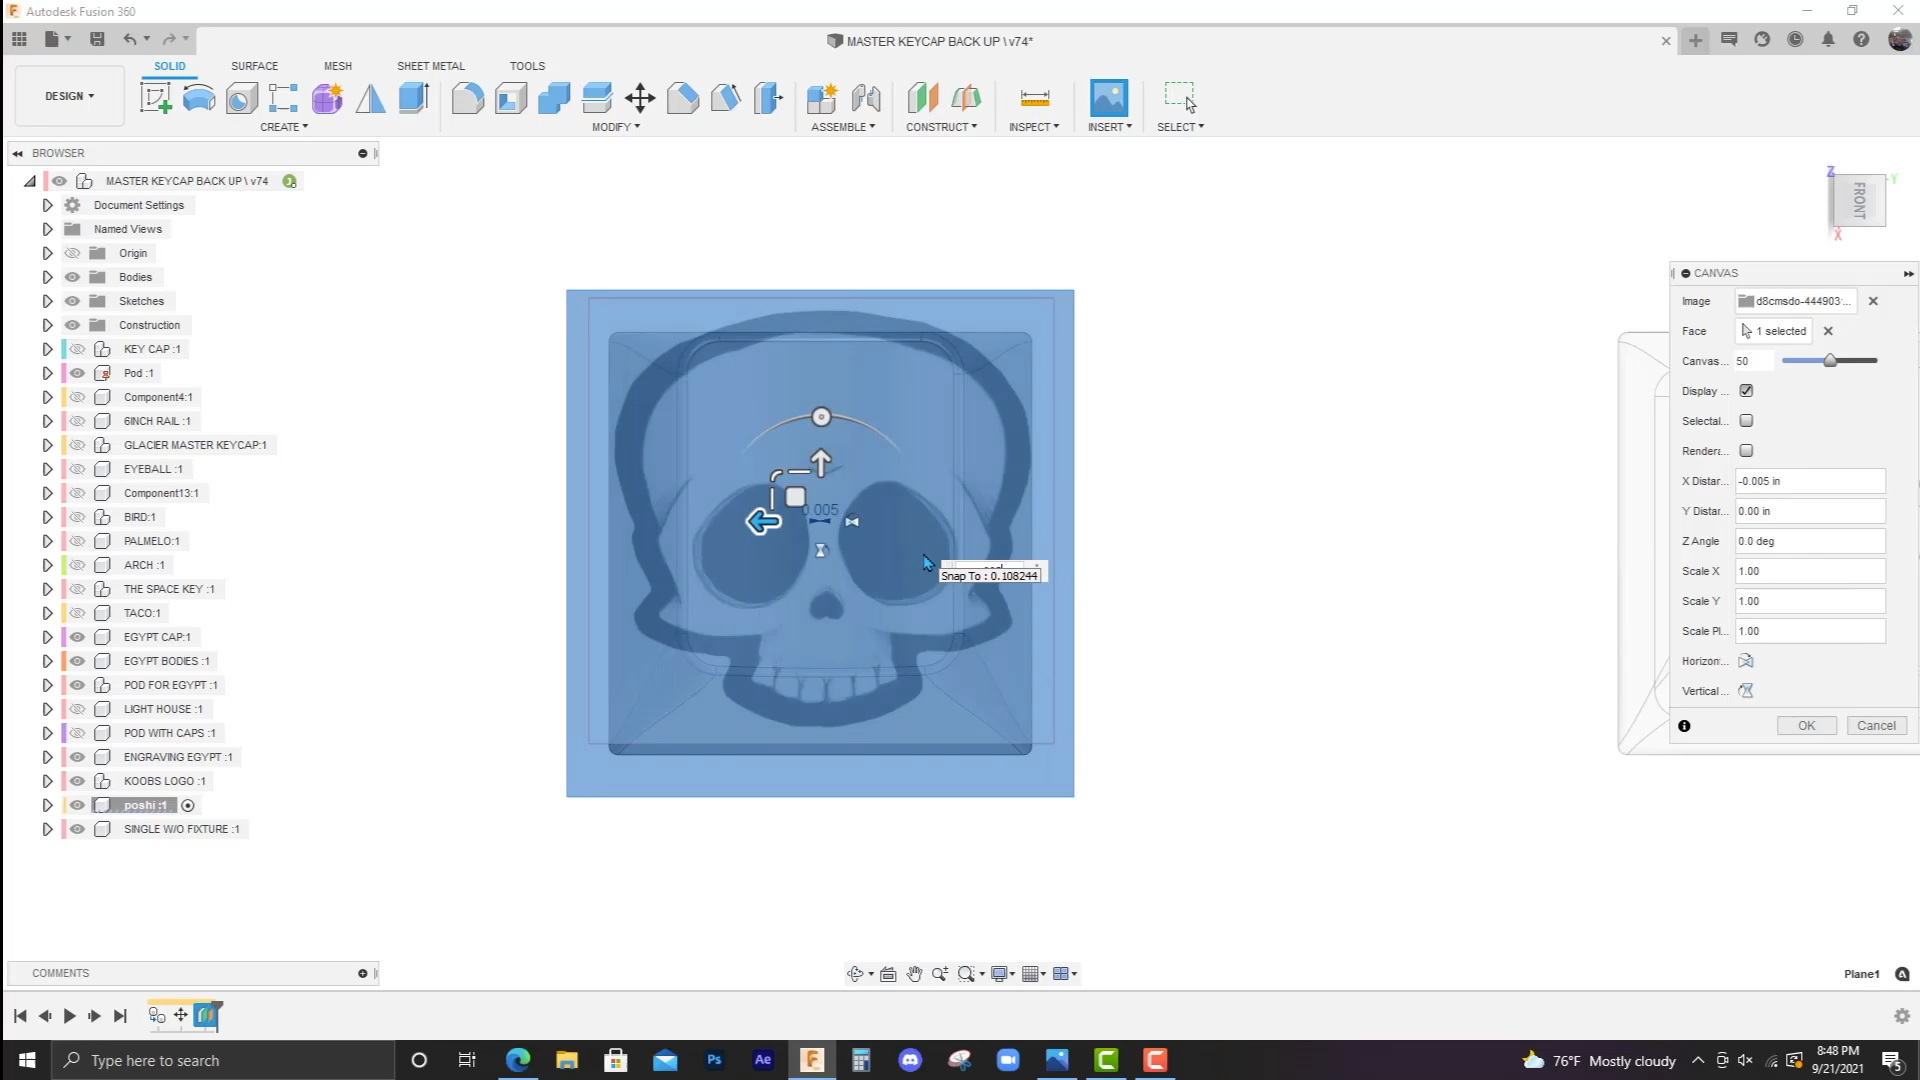 Autodesk Fusion 360
MASTER KEYCAP BACK UP \ v74*
DESIGN
SOLID
SURFACE
MESH
SHEET METAL
TOOLS
CREATE
MODIFY
ASSEMBLE
CONSTRUCT
INSPECT
INSERT
SELECT
BROWSER
MASTER KEYCAP BACK UP \ v74
Document Settings
Named Views
Origin
Bodies
Sketches
Construction
KEY CAP :1
Pod :1
Component4:1
6INCH RAIL :1
GLACIER MASTER KEYCAP:1
EYEBALL :1
Component13:1
BIRD:1
PALMELO:1
ARCH :1
THE SPACE KEY :1
TACO:1
EGYPT CAP:1
EGYPT BODIES :1
POD FOR EGYPT :1
LIGHT HOUSE :1
POD WITH CAPS :1
ENGRAVING EGYPT :1
KOOBS LOGO :1
poshi :1
SINGLE W/O FIXTURE :1
0.005
Snap To : 0.108244
Z
Y
FRONT
X
CANVAS
Image d8cmsdo-444903...
Face 1 selected
Canvas... 50
Display ...
Selectal...
Rendera...
X Distar... -0.005 in
Y Distar... 0.00 in
Z Angle 0.0 deg
Scale X 1.00
Scale Y 1.00
Scale Pl... 1.00
Horizon...
Vertical...
OK Cancel
COMMENTS
Plane1
Type here to search
Ps
Ae
76°F Mostly cloudy
8:48 PM
9/21/2021
5